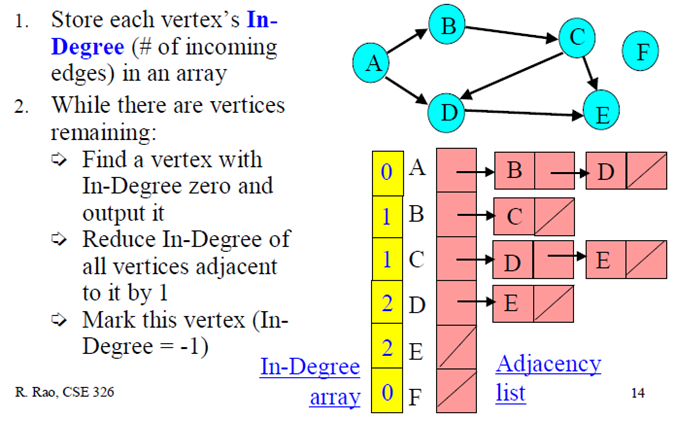 1. Store each vertex's In-
Degree (# of incoming
edges) in an array
2. While there are vertices
remaining:
➪ Find a vertex with
In-Degree zero and
output it
➪ Reduce In-Degree of
all vertices adjacent
to it by 1
➪ Mark this vertex (In-
Degree = -1)
R. Rao, CSE 326
A
B
C
D
E
F
0 A B D
1 B C
1 C D E
2 D E
2 E
0 F
In-Degree
array
Adjacency
list
14